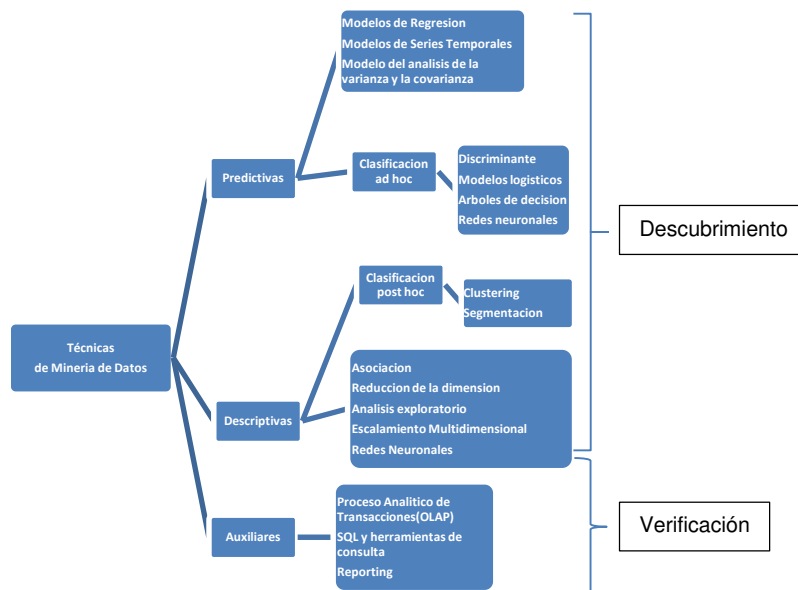 Modelos de Regresion
Modelos de Series Temporales
Modelo del analisis de la
varianza y la covarianza
Predictivas
Clasificacion
ad hoc
Discriminante
Modelos logisticos
Arboles de decision
Redes neuronales
Descubrimiento
Clasificacion
post hoc
Clustering
Segmentacion
Técnicas
de Mineria de Datos
Descriptivas
Asociacion
Reduccion de la dimension
Analisis exploratorio
Escalamiento Multidimensional
Redes Neuronales
Auxiliares
Proceso Analitico de
Transacciones(OLAP)
SQL y herramientas de
consulta
Reporting
Verificación